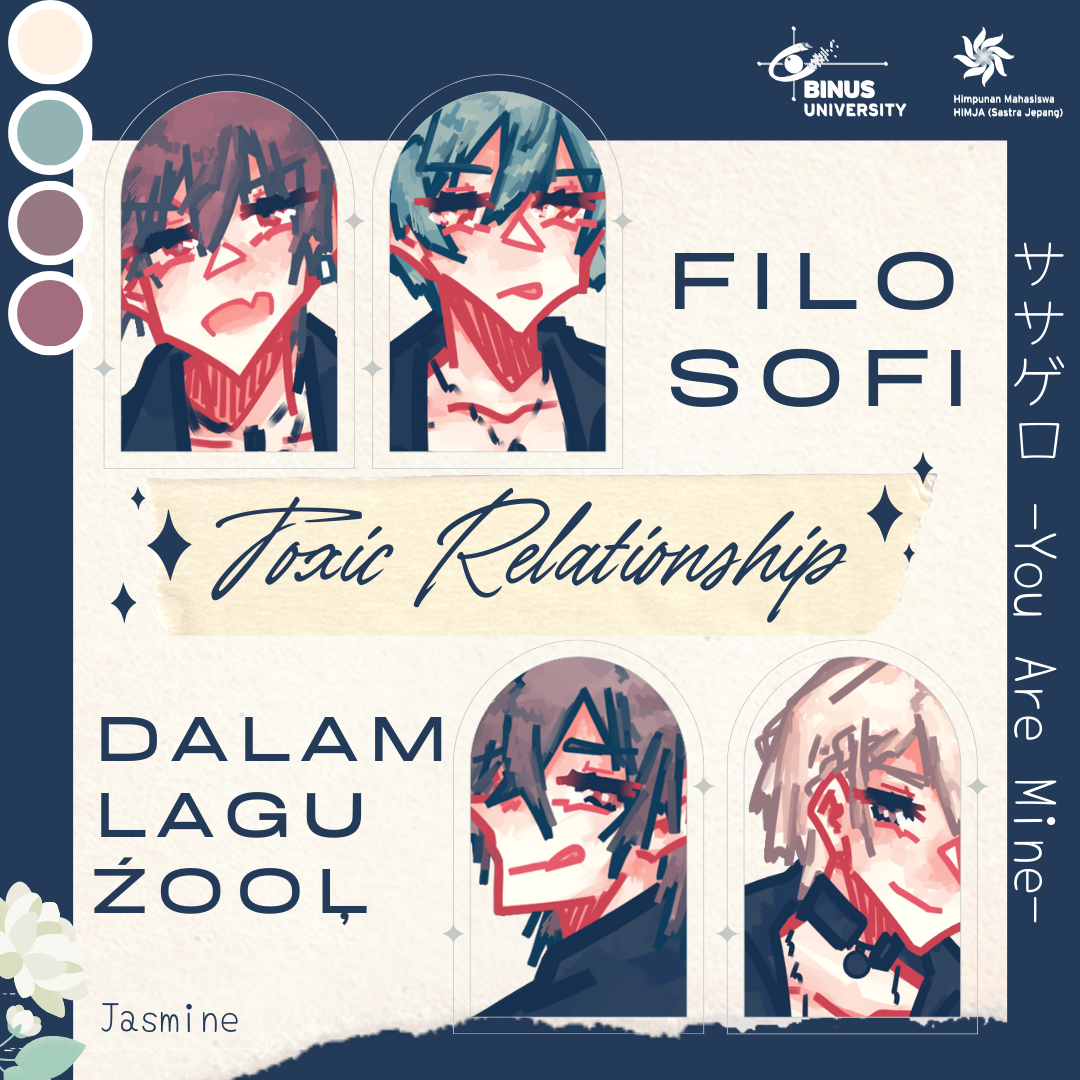 BINUS
UNIVERSITY
Himpunan Mahasiswa
HIMJA (Sastra Jepang)
FILO
SOFI
ササゲロ -You Are Mine-
Toxic Relationship
DALAM
LAGU
ŹOOĻ
Jasmine